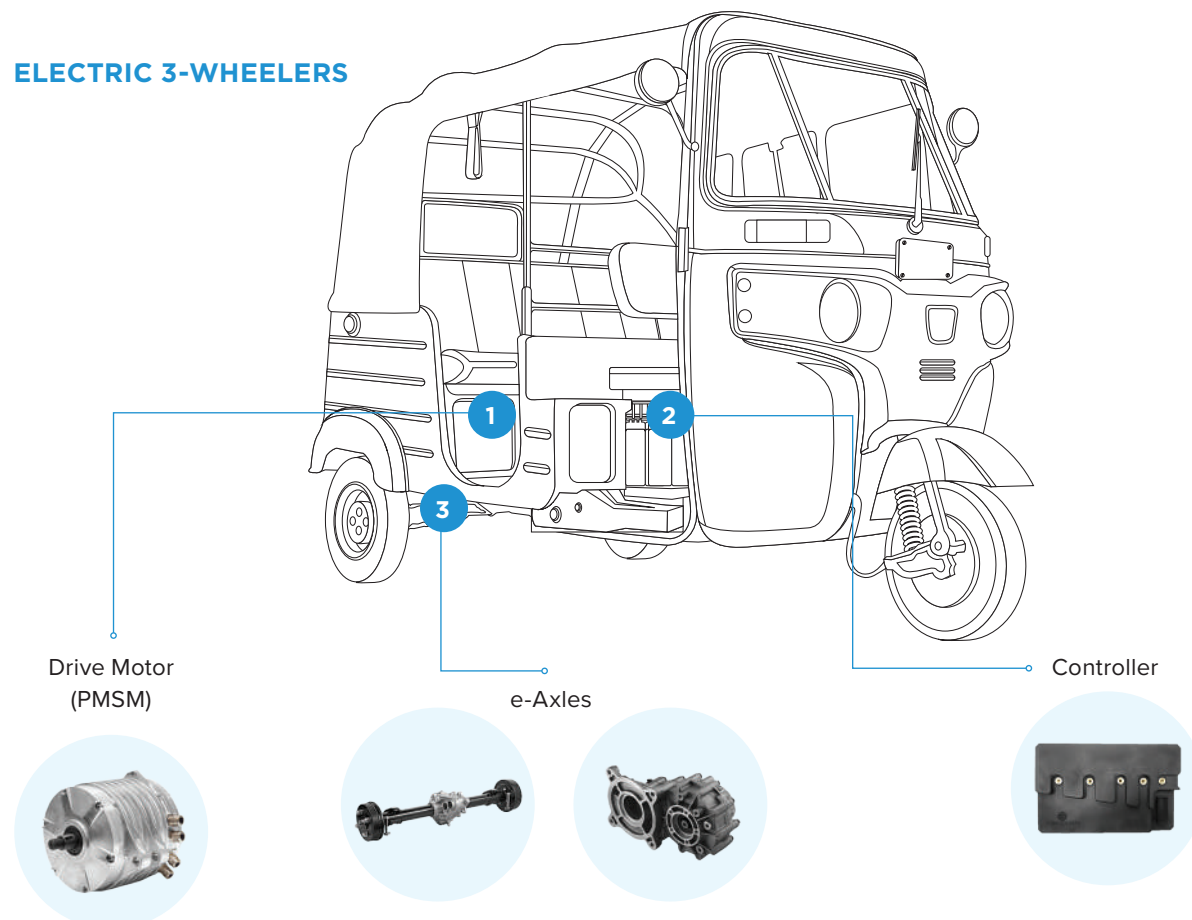 ELECTRIC 3-WHEELERS
1
2
3
Drive Motor
(PMSM)
e-Axles
Controller